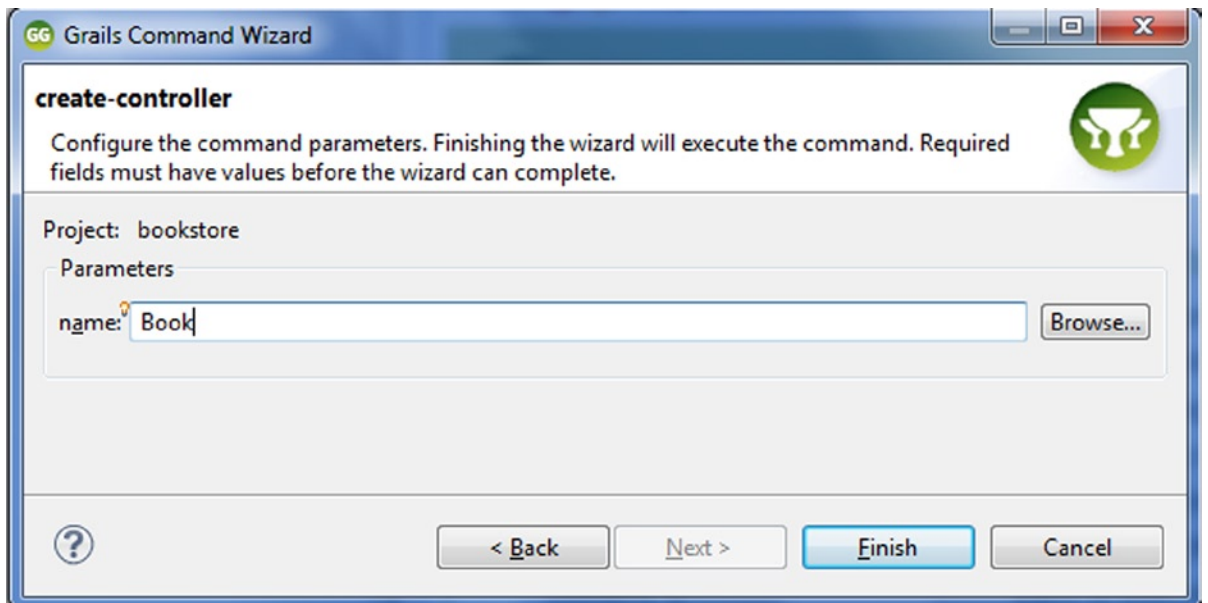 GG Grails Command Wizard
create-controller
Configure the command parameters. Finishing the wizard will execute the command. Required
fields must have values before the wizard can complete.
Project: bookstore
Parameters
name: Book Browse...
? < Back Next > Finish Cancel